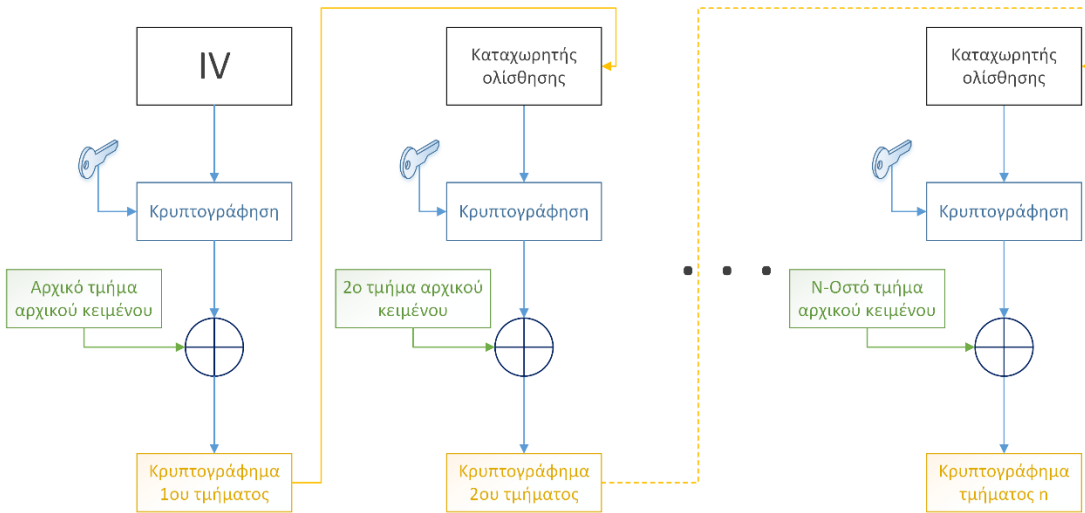 IV
Καταχωρητής
ολίσθησης
Καταχωρητής
ολίσθησης
Κρυπτογράφηση
Κρυπτογράφηση
Κρυπτογράφηση
Αρχικό τμήμα
αρχικού κειμένου
2ο τμήμα αρχικού
κειμένου
. . .
Ν-Οστό τμήμα
αρχικού κειμένου
Κρυπτογράφημα
1ου τμήματος
Κρυπτογράφημα
2ου τμήματος
Κρυπτογράφημα
τμήματος n